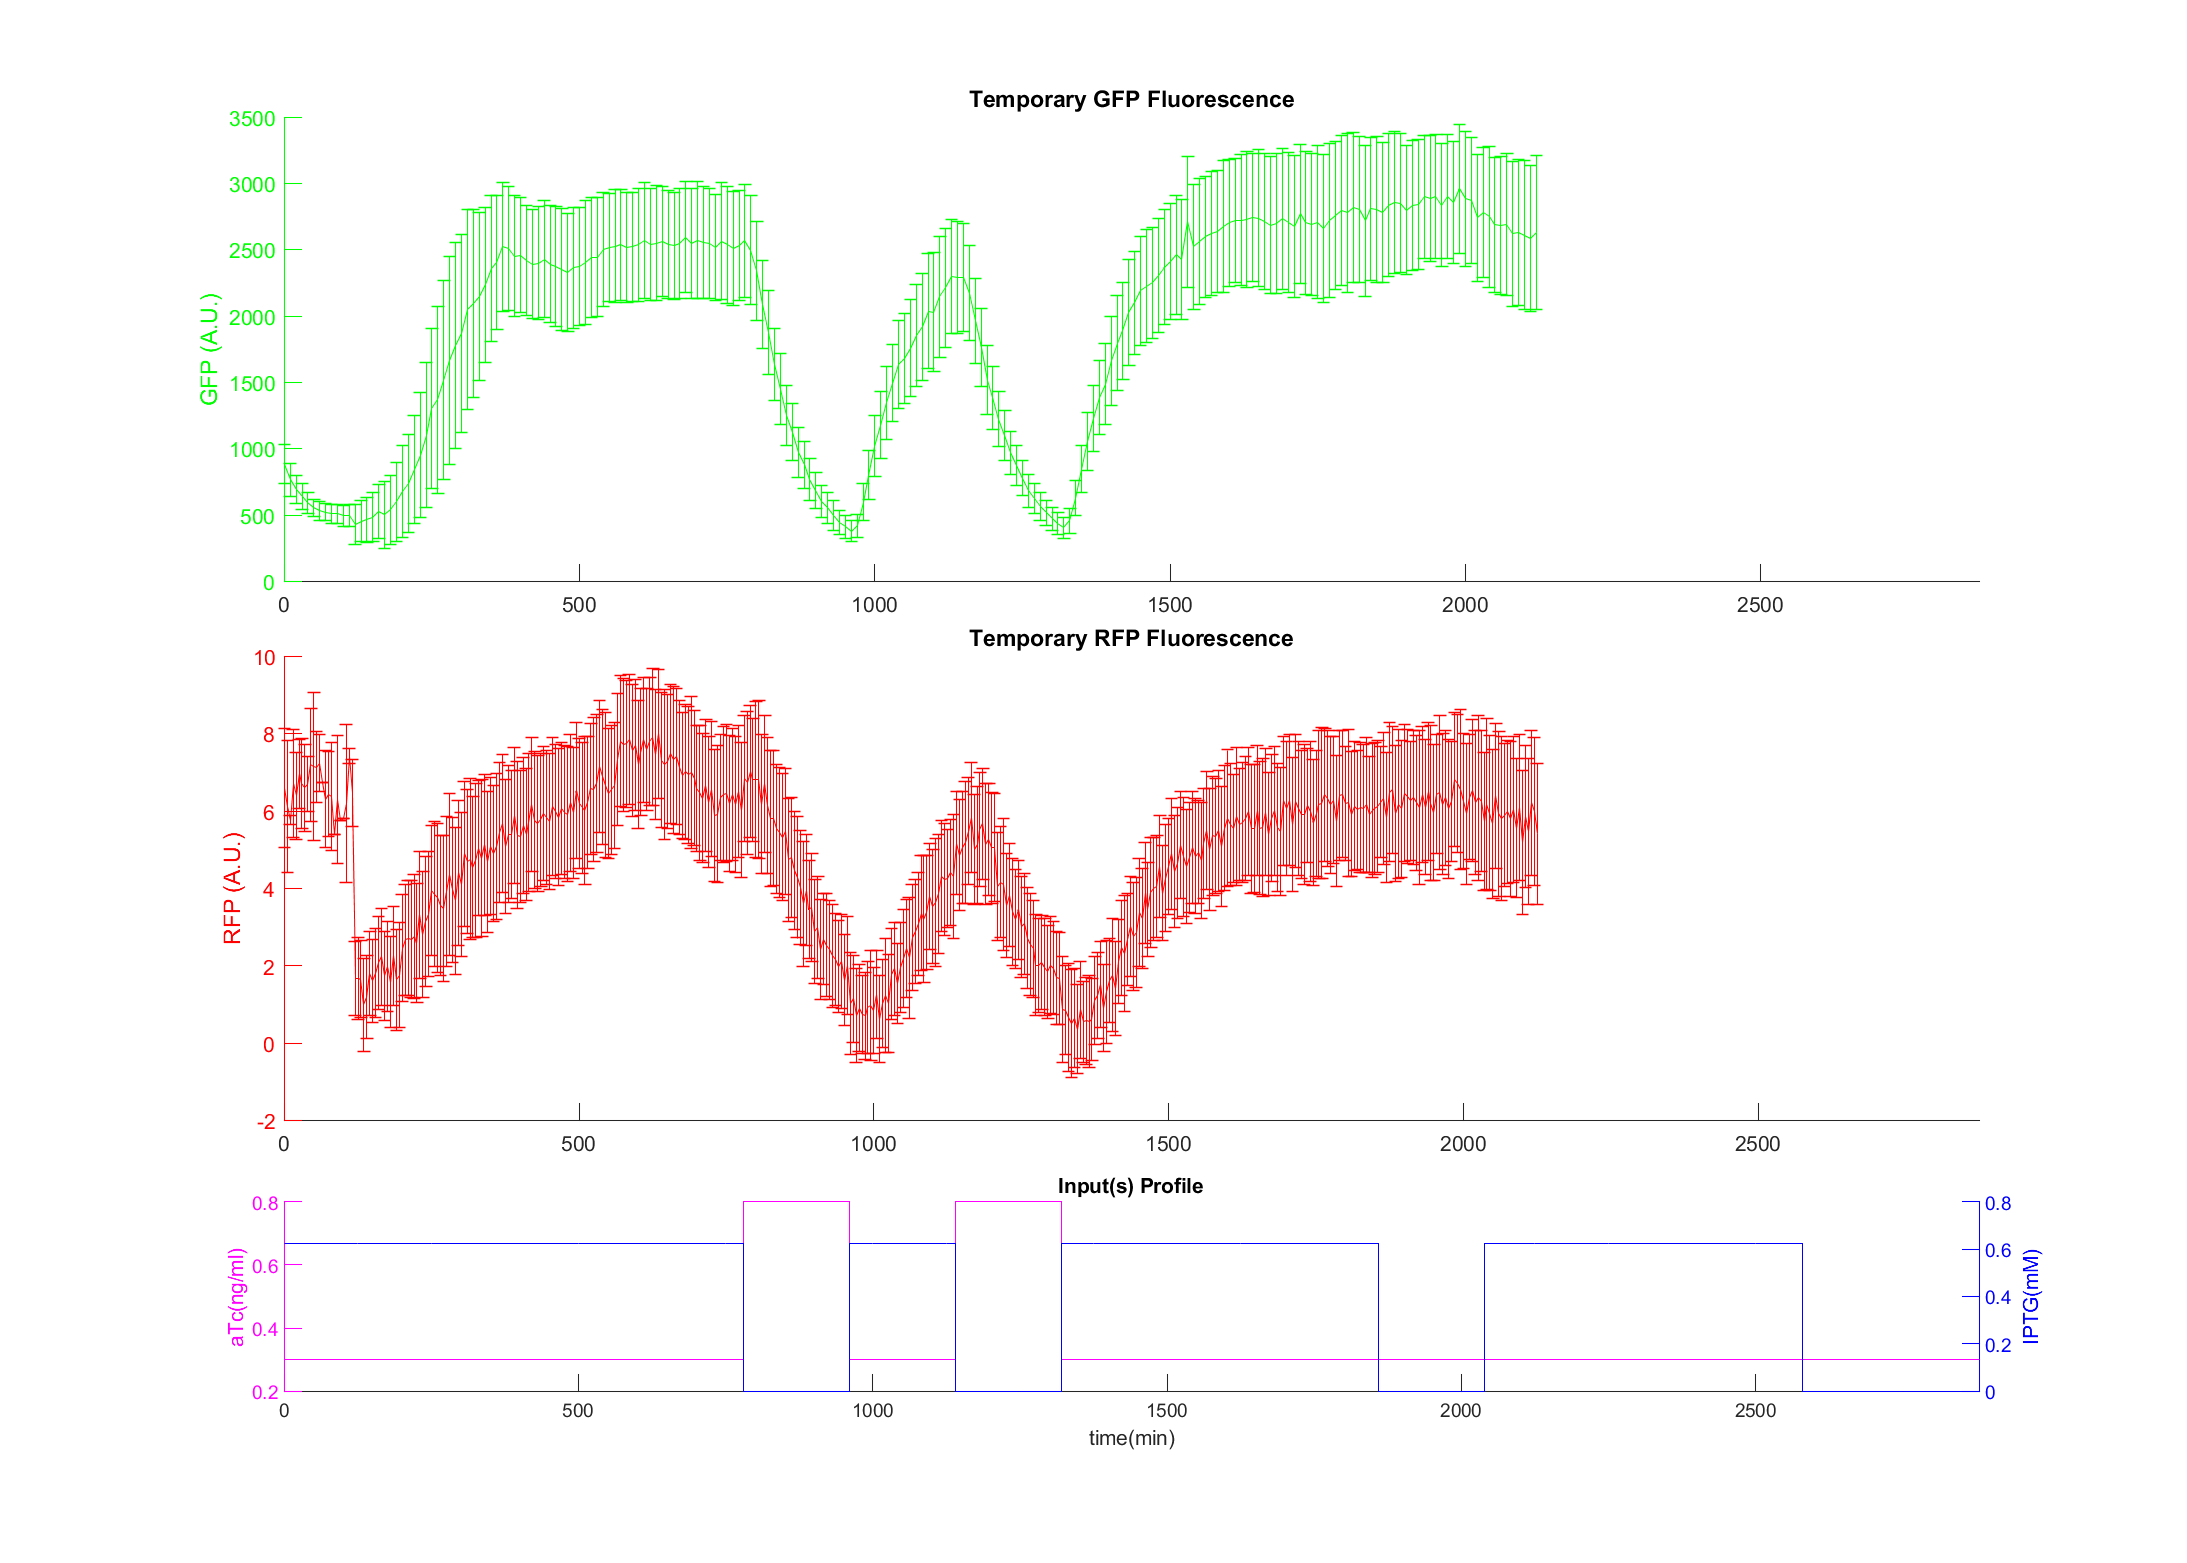 Temporary GFP Fluorescence
3500
3000
2500
2000
1500
1000
500
0
GFP (A.U.)
0 500 1000 1500 2000 2500
Temporary RFP Fluorescence
10
8
6
4
2
0
-2
RFP (A.U.)
0 500 1000 1500 2000 2500
Input(s) Profile
0.8
0.6
0.4
0.2
aTc(ng/ml)
0.8
0.6
0.4
0.2
0
IPTG(mM)
0 500 1000 1500 2000 2500
time(min)